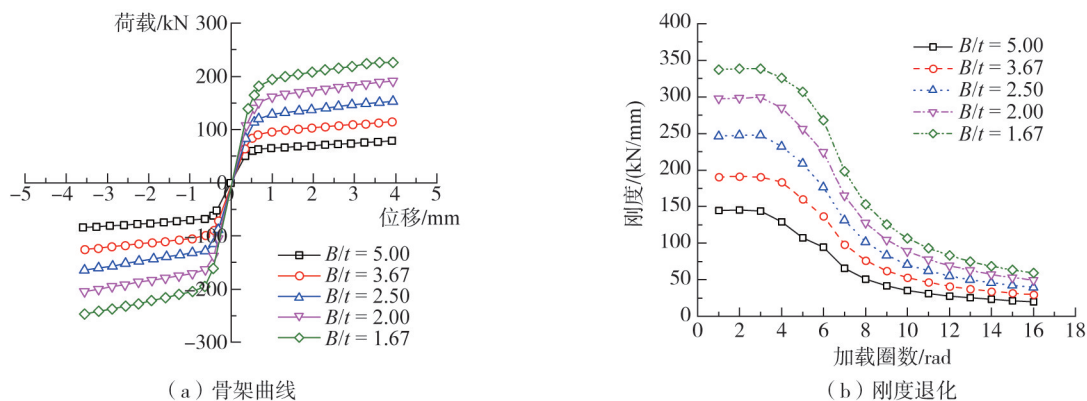 荷载/kN
300
200
100
0
-100
-200
-300
-5 -4 -3 -2 -1 0 1 2 3 4 5
位移/mm
B/t = 5.00
B/t = 3.67
B/t = 2.50
B/t = 2.00
B/t = 1.67
(a) 骨架曲线
刚度/(kN/mm)
400
350
300
250
200
150
100
50
0
0 2 4 6 8 10 12 14 16 18
加载圈数/rad
B/t = 5.00
B/t = 3.67
B/t = 2.50
B/t = 2.00
B/t = 1.67
(b) 刚度退化